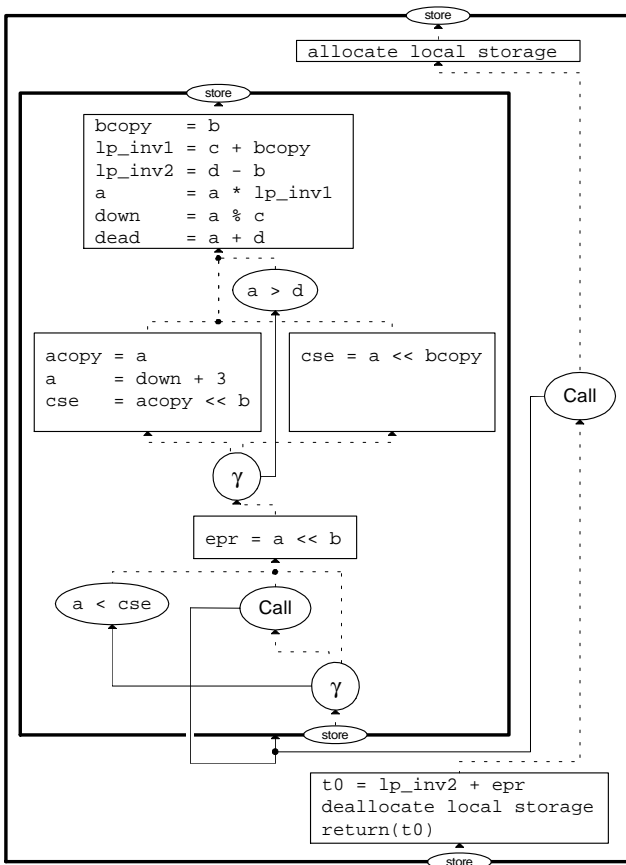 store
allocate local storage
store
bcopy = b
lp_inv1 = c + bcopy
lp_inv2 = d - b
a = a * lp_inv1
down = a % c
dead = a + d
a > d
acopy = a
a = down + 3
cse = acopy << b
cse = a << bcopy
Call
γ
epr = a << b
a < cse
Call
γ
store
t0 = lp_inv2 + epr
deallocate local storage
return(t0)
store